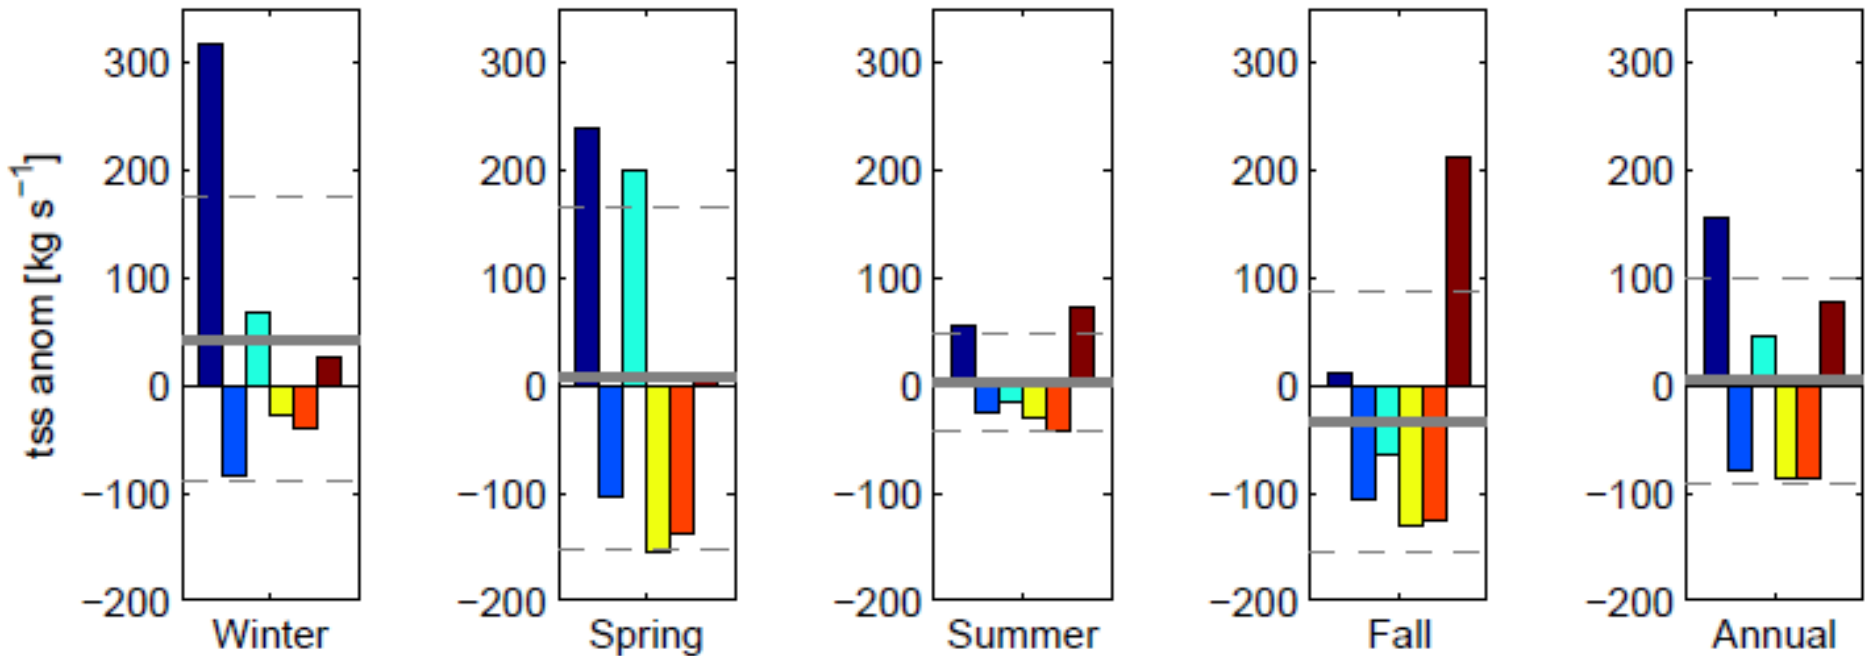 tss anom [kg s⁻¹]
300 300 300 300 300
200 200 200 200 200
100 100 100 100 100
0 0 0 0 0
−100 −100 −100 −100 −100
−200 −200 −200 −200 −200
Winter Spring Summer Fall Annual